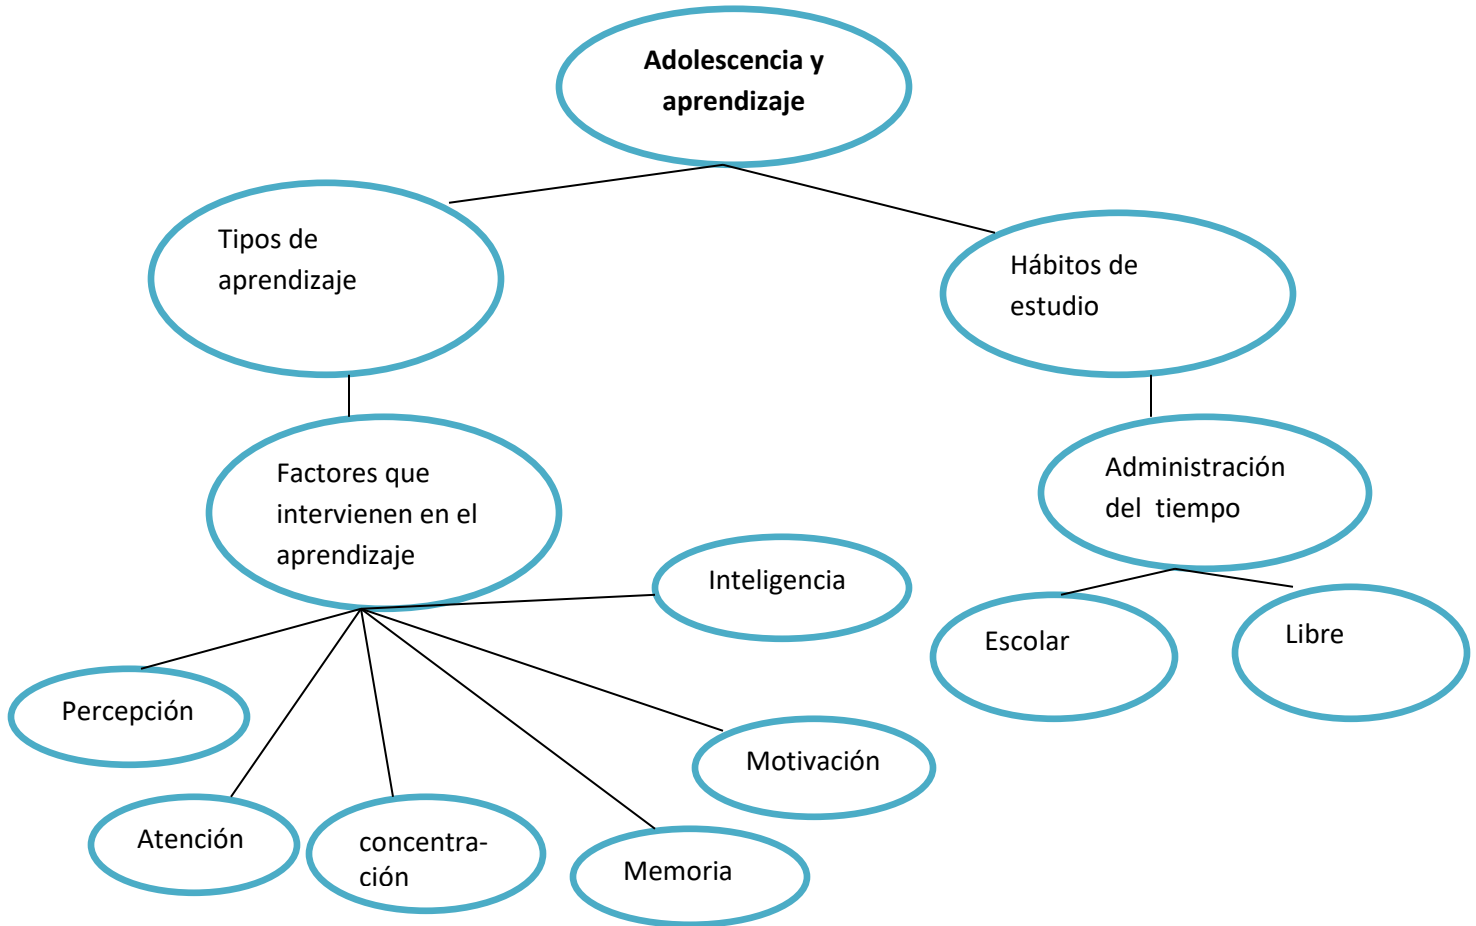 Adolescencia y
aprendizaje
Tipos de
aprendizaje
Hábitos de
estudio
Factores que
intervienen en el
aprendizaje
Administración
del tiempo
Inteligencia
Escolar
Libre
Percepción
Motivación
Atención
concentra-
ción
Memoria